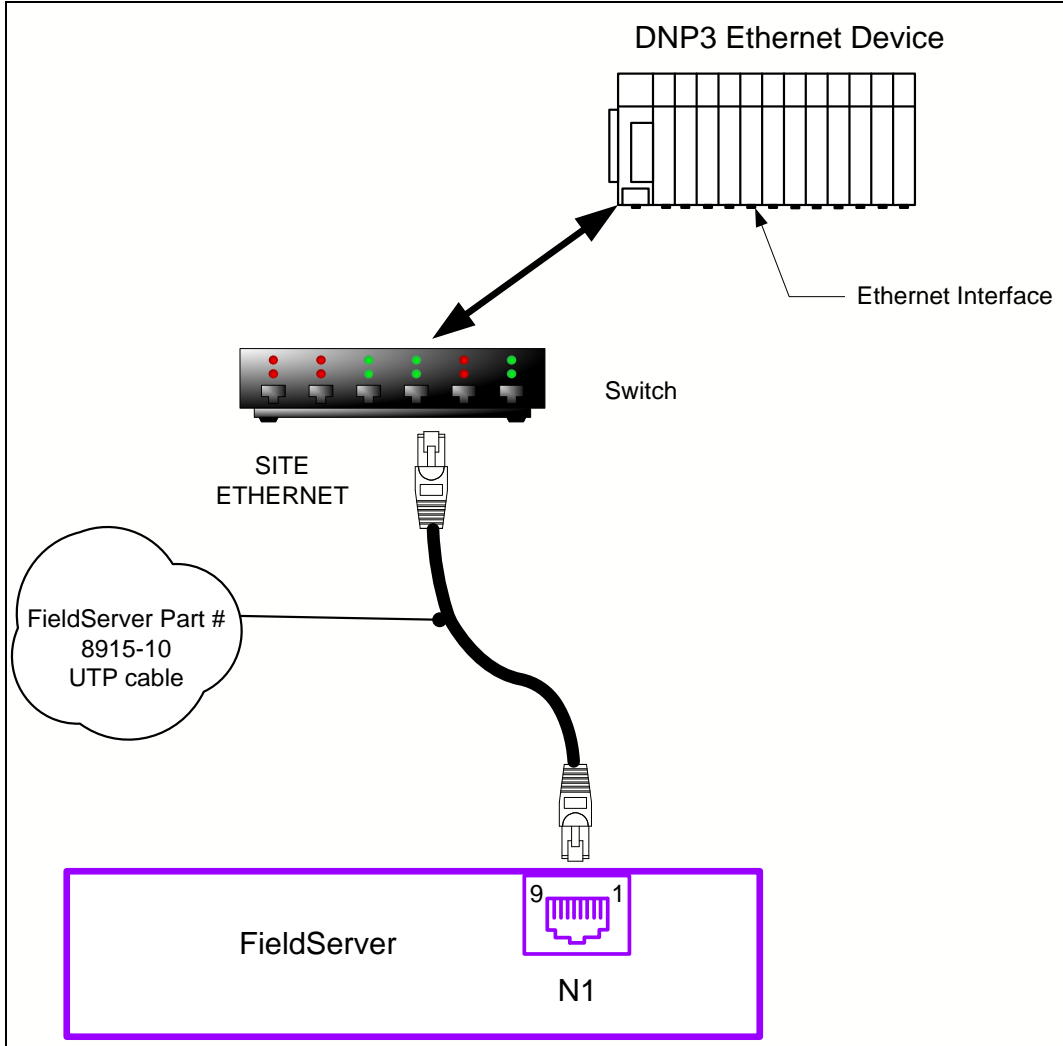 DNP3 Ethernet Device
Ethernet Interface
Switch
SITE
ETHERNET
FieldServer Part #
8915-10
UTP cable
9 1
FieldServer
N1